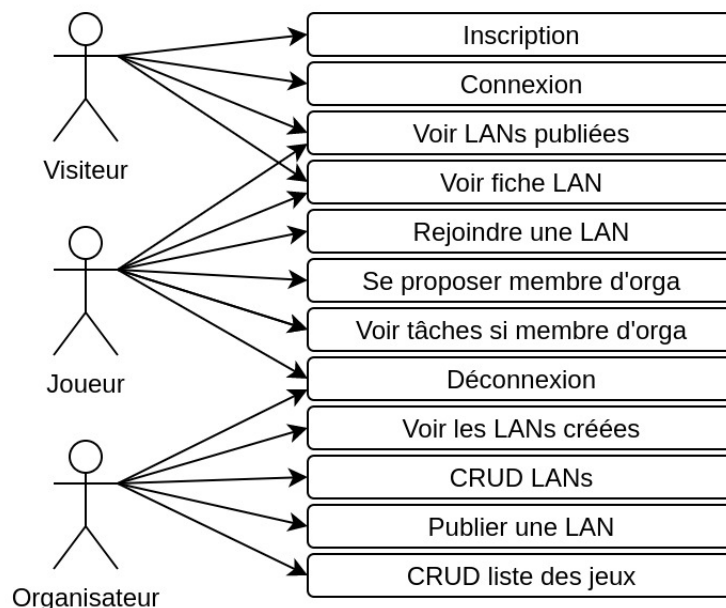 Inscription
Connexion
Voir LANs publiées
Visiteur
Voir fiche LAN
Rejoindre une LAN
Se proposer membre d'orga
Voir tâches si membre d'orga
Joueur
Déconnexion
Voir les LANs créées
CRUD LANs
Publier une LAN
CRUD liste des jeux
Organisateur